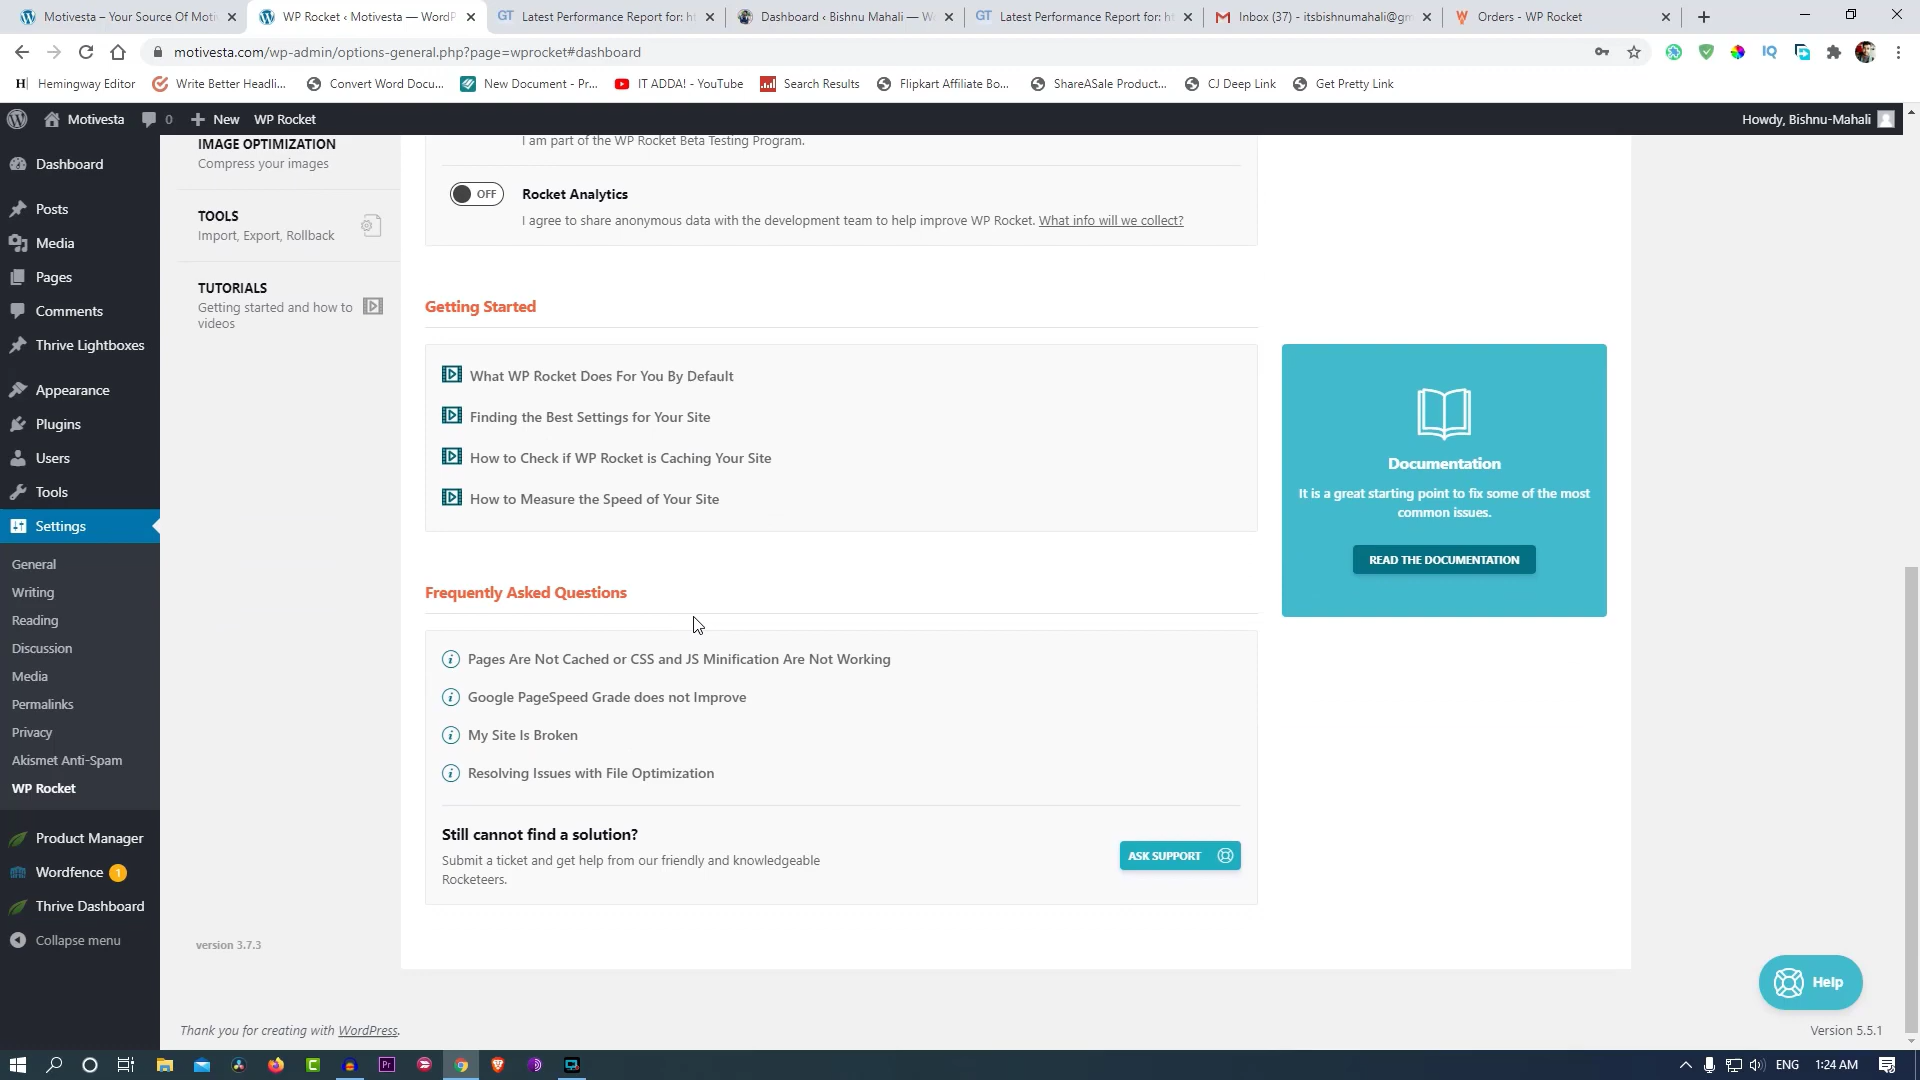 Motivesta – Your Source Of Moti
WP Rocket ‹ Motivesta — WordP
GT Latest Performance Report for: ht
Dashboard ‹ Bishnu Mahali — W
GT Latest Performance Report for: ht
Inbox (37) - itsbishnumahali@gm
Orders - WP Rocket
motivesta.com/wp-admin/options-general.php?page=wprocket#dashboard
Hemingway Editor
Write Better Headli...
Convert Word Docu...
New Document - Pr...
IT ADDA! - YouTube
Search Results
Flipkart Affiliate Bo...
ShareASale Product...
CJ Deep Link
Get Pretty Link
Motivesta
0
New
WP Rocket
Howdy, Bishnu-Mahali
Dashboard
Posts
Media
Pages
Comments
Thrive Lightboxes
Appearance
Plugins
Users
Tools
Settings
General
Writing
Reading
Discussion
Media
Permalinks
Privacy
Akismet Anti-Spam
WP Rocket
Product Manager
Wordfence 1
Thrive Dashboard
Collapse menu
IMAGE OPTIMIZATION
Compress your images
TOOLS
Import, Export, Rollback
TUTORIALS
Getting started and how to
videos
version 3.7.3
I am part of the WP Rocket Beta Testing Program.
OFF
Rocket Analytics
I agree to share anonymous data with the development team to help improve WP Rocket. What info will we collect?
Getting Started
What WP Rocket Does For You By Default
Finding the Best Settings for Your Site
How to Check if WP Rocket is Caching Your Site
How to Measure the Speed of Your Site
Documentation
It is a great starting point to fix some of the most
common issues.
READ THE DOCUMENTATION
Frequently Asked Questions
Pages Are Not Cached or CSS and JS Minification Are Not Working
Google PageSpeed Grade does not Improve
My Site Is Broken
Resolving Issues with File Optimization
Still cannot find a solution?
Submit a ticket and get help from our friendly and knowledgeable
Rocketeers.
ASK SUPPORT
Help
Thank you for creating with WordPress.
Version 5.5.1
ENG
1:24 AM